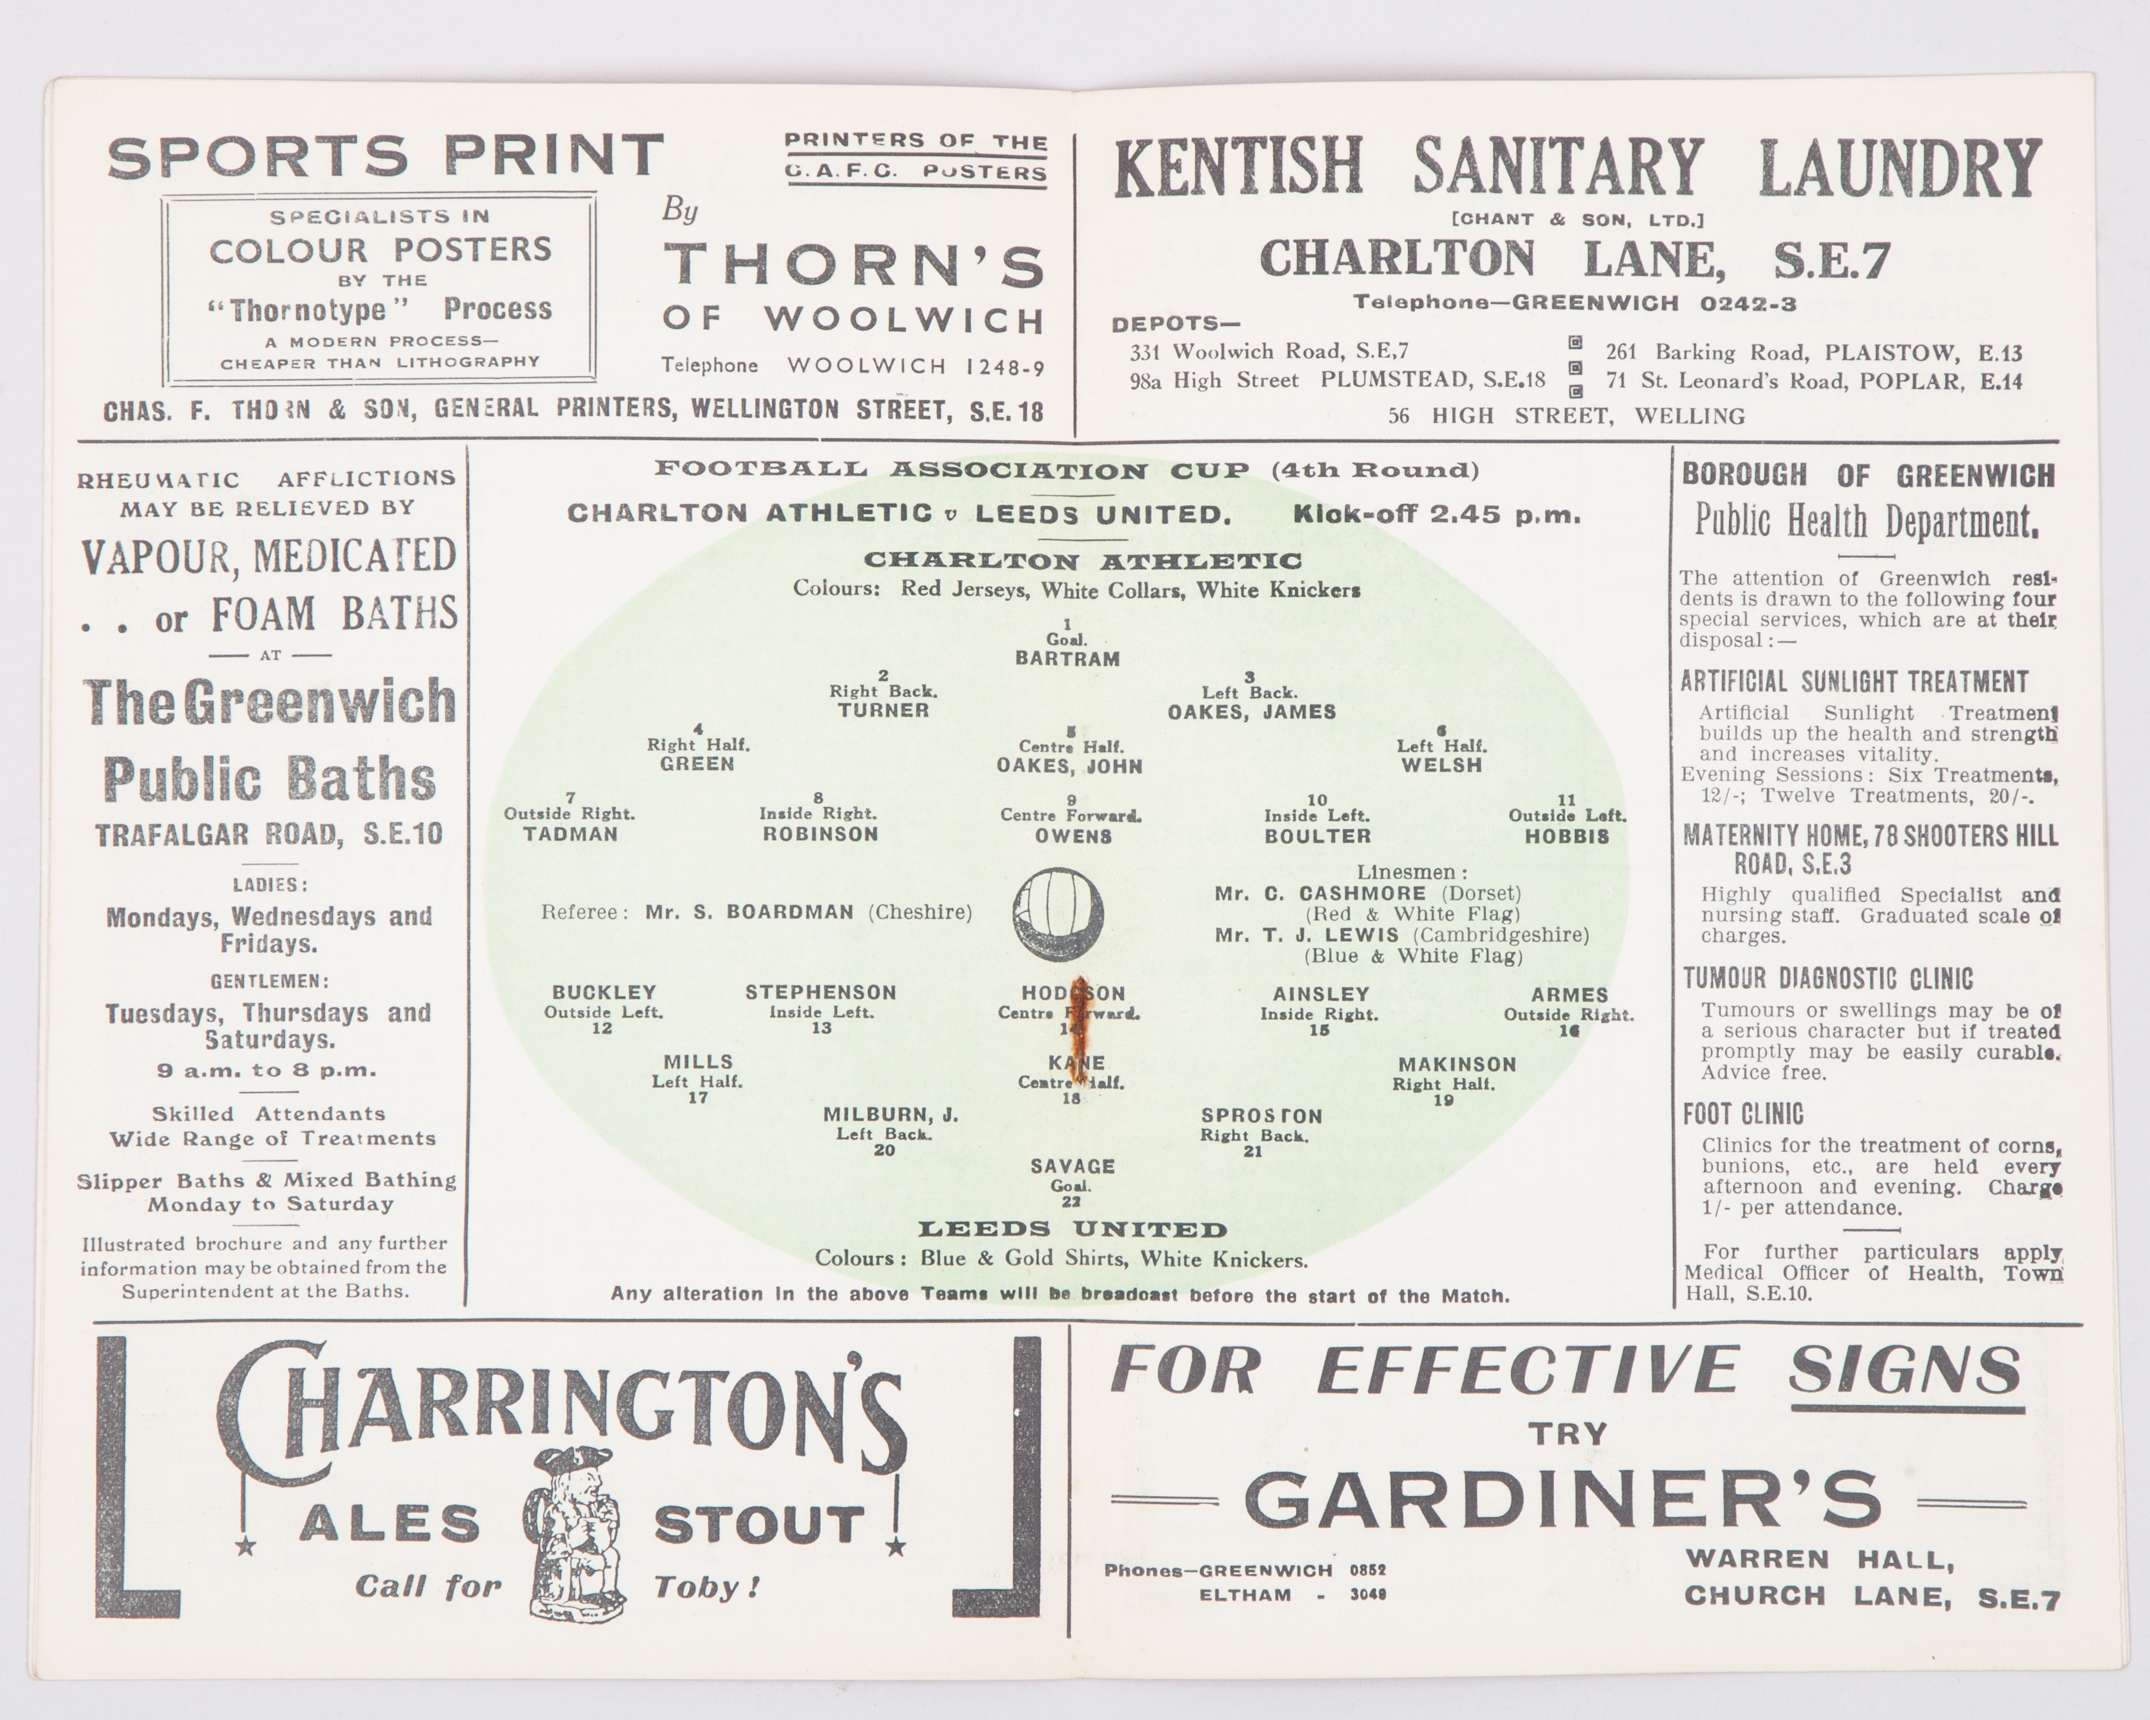 SPORTS PRINT
PRINTERS OF THE
C.A.F.C. POSTERS
SPECIALISTS IN
COLOUR POSTERS
BY THE
"Thornotype" Process
A MODERN PROCESS—
CHEAPER THAN LITHOGRAPHY
By
THORN'S
OF WOOLWICH
Telephone WOOLWICH 1248-9
CHAS. F. THORN & SON, GENERAL PRINTERS, WELLINGTON STREET, S.E.18
KENTISH SANITARY LAUNDRY
[CHANT & SON, LTD.]
CHARLTON LANE, S.E.7
Telephone—GREENWICH 0242-3
DEPOTS—
331 Woolwich Road, S.E,7
98a High Street PLUMSTEAD, S.E.18
261 Barking Road, PLAISTOW, E.13
71 St. Leonard's Road, POPLAR, E.14
56 HIGH STREET, WELLING
RHEUMATIC AFFLICTIONS
MAY BE RELIEVED BY
VAPOUR, MEDICATED
. . or FOAM BATHS
AT
The Greenwich
Public Baths
TRAFALGAR ROAD, S.E.10
LADIES:
Mondays, Wednesdays and
Fridays.
GENTLEMEN:
Tuesdays, Thursdays and
Saturdays.
9 a.m. to 8 p.m.
Skilled Attendants
Wide Range of Treatments
Slipper Baths & Mixed Bathing
Monday to Saturday
Illustrated brochure and any further
information may be obtained from the
Superintendent at the Baths.
FOOTBALL ASSOCIATION CUP (4th Round)
CHARLTON ATHLETIC v LEEDS UNITED. Kick-off 2.45 p.m.
CHARLTON ATHLETIC
Colours: Red Jerseys, White Collars, White Knickers
1
Goal.
BARTRAM
2 3
Right Back. Left Back.
TURNER OAKES, JAMES
4 5 6
Right Half. Centre Half. Left Half.
GREEN OAKES, JOHN WELSH
7 8 9 10 11
Outside Right. Inside Right. Centre Forward. Inside Left. Outside Left.
TADMAN ROBINSON OWENS BOULTER HOBBIS
Referee: Mr. S. BOARDMAN (Cheshire)
Linesmen:
Mr. C. CASHMORE (Dorset)
(Red & White Flag)
Mr. T. J. LEWIS (Cambridgeshire)
(Blue & White Flag)
BUCKLEY STEPHENSON HODGSON AINSLEY ARMES
Outside Left. Inside Left. Centre Forward. Inside Right. Outside Right.
12 13 14 15 16
MILLS KANE MAKINSON
Left Half. Centre Half. Right Half.
17 18 19
MILBURN, J. SPROSTON
Left Back. Right Back.
20 21
SAVAGE
Goal.
22
LEEDS UNITED
Colours: Blue & Gold Shirts, White Knickers.
Any alteration in the above Teams will be broadcast before the start of the Match.
BOROUGH OF GREENWICH
Public Health Department.
The attention of Greenwich resi-
dents is drawn to the following four
special services, which are at their
disposal:—
ARTIFICIAL SUNLIGHT TREATMENT
Artificial Sunlight Treatment
builds up the health and strength
and increases vitality.
Evening Sessions: Six Treatments,
12/-; Twelve Treatments, 20/-.
MATERNITY HOME, 78 SHOOTERS HILL
ROAD, S.E.3
Highly qualified Specialist and
nursing staff. Graduated scale of
charges.
TUMOUR DIAGNOSTIC CLINIC
Tumours or swellings may be of
a serious character but if treated
promptly may be easily curable.
Advice free.
FOOT CLINIC
Clinics for the treatment of corns,
bunions, etc., are held every
afternoon and evening. Charge
1/- per attendance.
For further particulars apply
Medical Officer of Health, Town
Hall, S.E.10.
CHARRINGTON'S
ALES STOUT
Call for Toby!
FOR EFFECTIVE SIGNS
TRY
GARDINER'S
Phones—GREENWICH 0852
ELTHAM - 3049
WARREN HALL,
CHURCH LANE, S.E.7